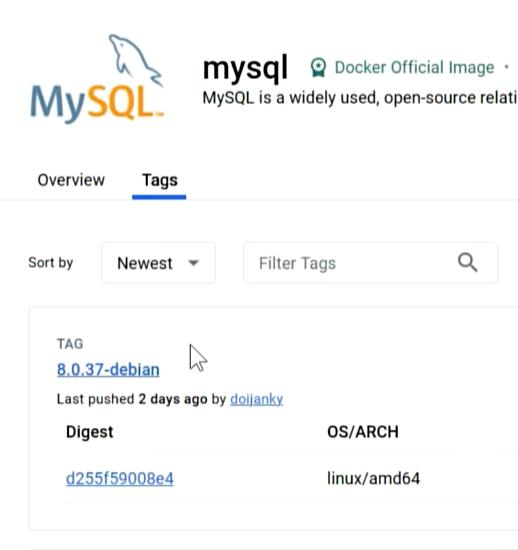 MySQL™
mysql Docker Official Image •
MySQL is a widely used, open-source relati
Overview Tags
Sort by Newest Filter Tags
TAG
8.0.37-debian
Last pushed 2 days ago by doijanky
Digest OS/ARCH
d255f59008e4 linux/amd64